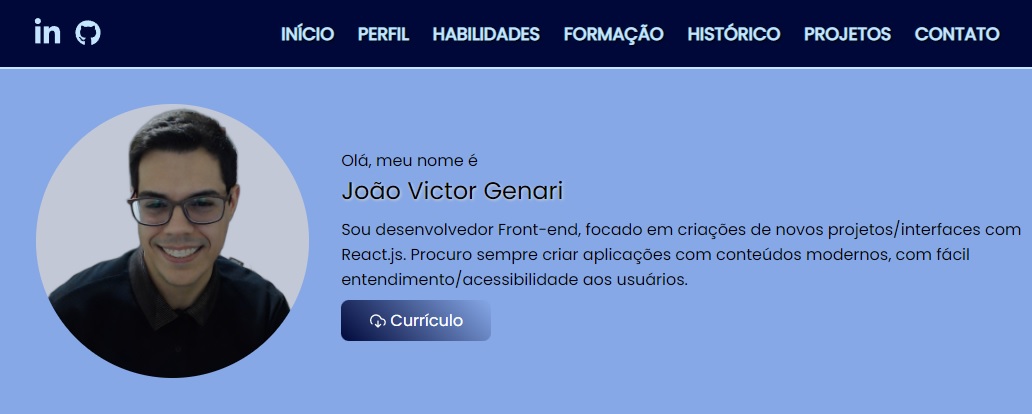 in
INÍCIO PERFIL HABILIDADES FORMAÇÃO HISTÓRICO PROJETOS CONTATO
Olá, meu nome é
João Victor Genari
Sou desenvolvedor Front-end, focado em criações de novos projetos/interfaces com
React.js. Procuro sempre criar aplicações com conteúdos modernos, com fácil
entendimento/acessibilidade aos usuários.
Currículo